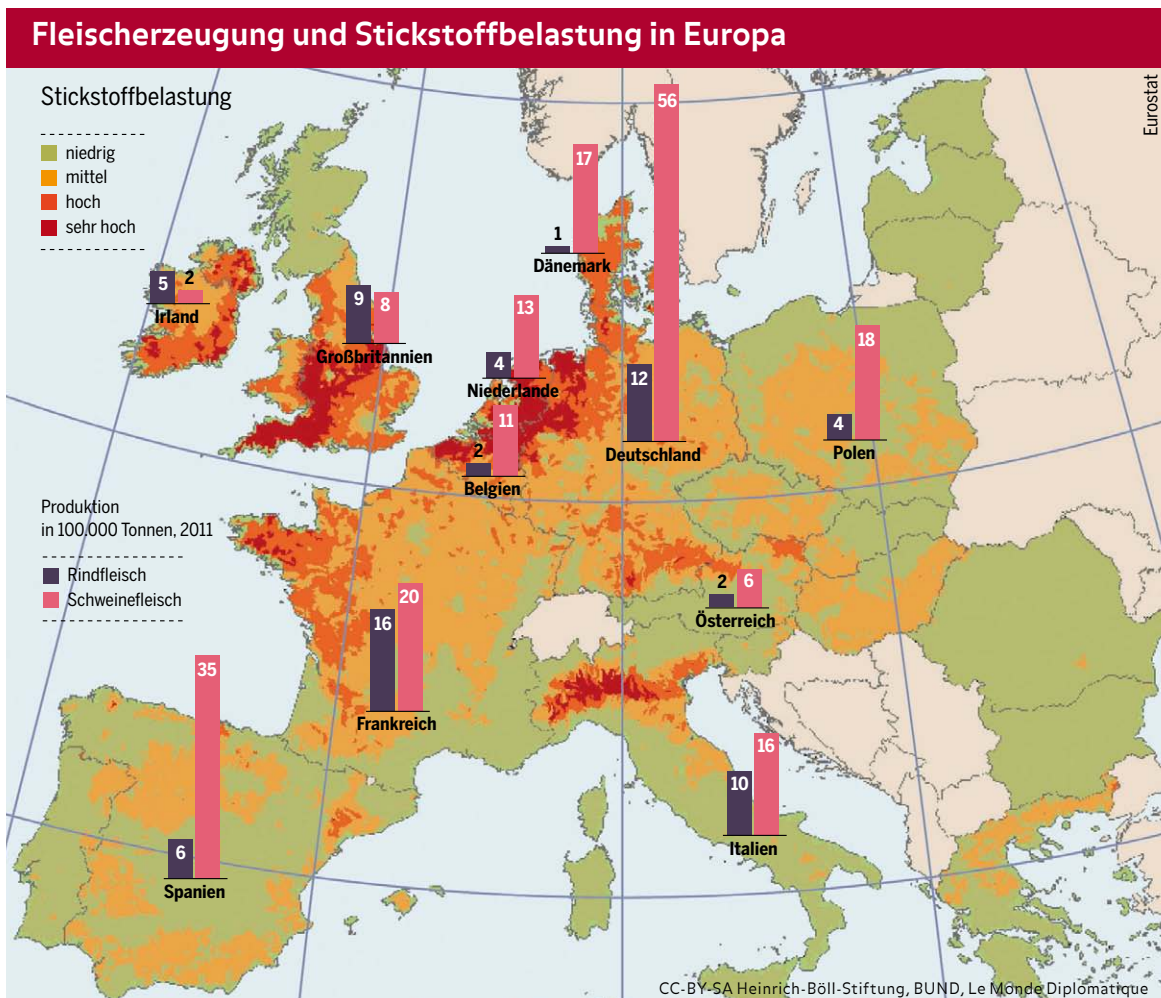 Fleischerzeugung und Stickstoffbelastung in Europa
Eurostat
Stickstoffbelastung
niedrig
mittel
hoch
sehr hoch
56
17
1
Dänemark
5
2
Irland
9
8
Großbritannien
13
4
Niederlande
12
Deutschland
18
4
Polen
11
2
Belgien
Produktion
in 100.000 Tonnen, 2011
Rindfleisch
Schweinefleisch
2
6
Österreich
16
20
Frankreich
35
6
Spanien
16
10
Italien
CC-BY-SA Heinrich-Böll-Stiftung, BUND, Le Monde Diplomatique